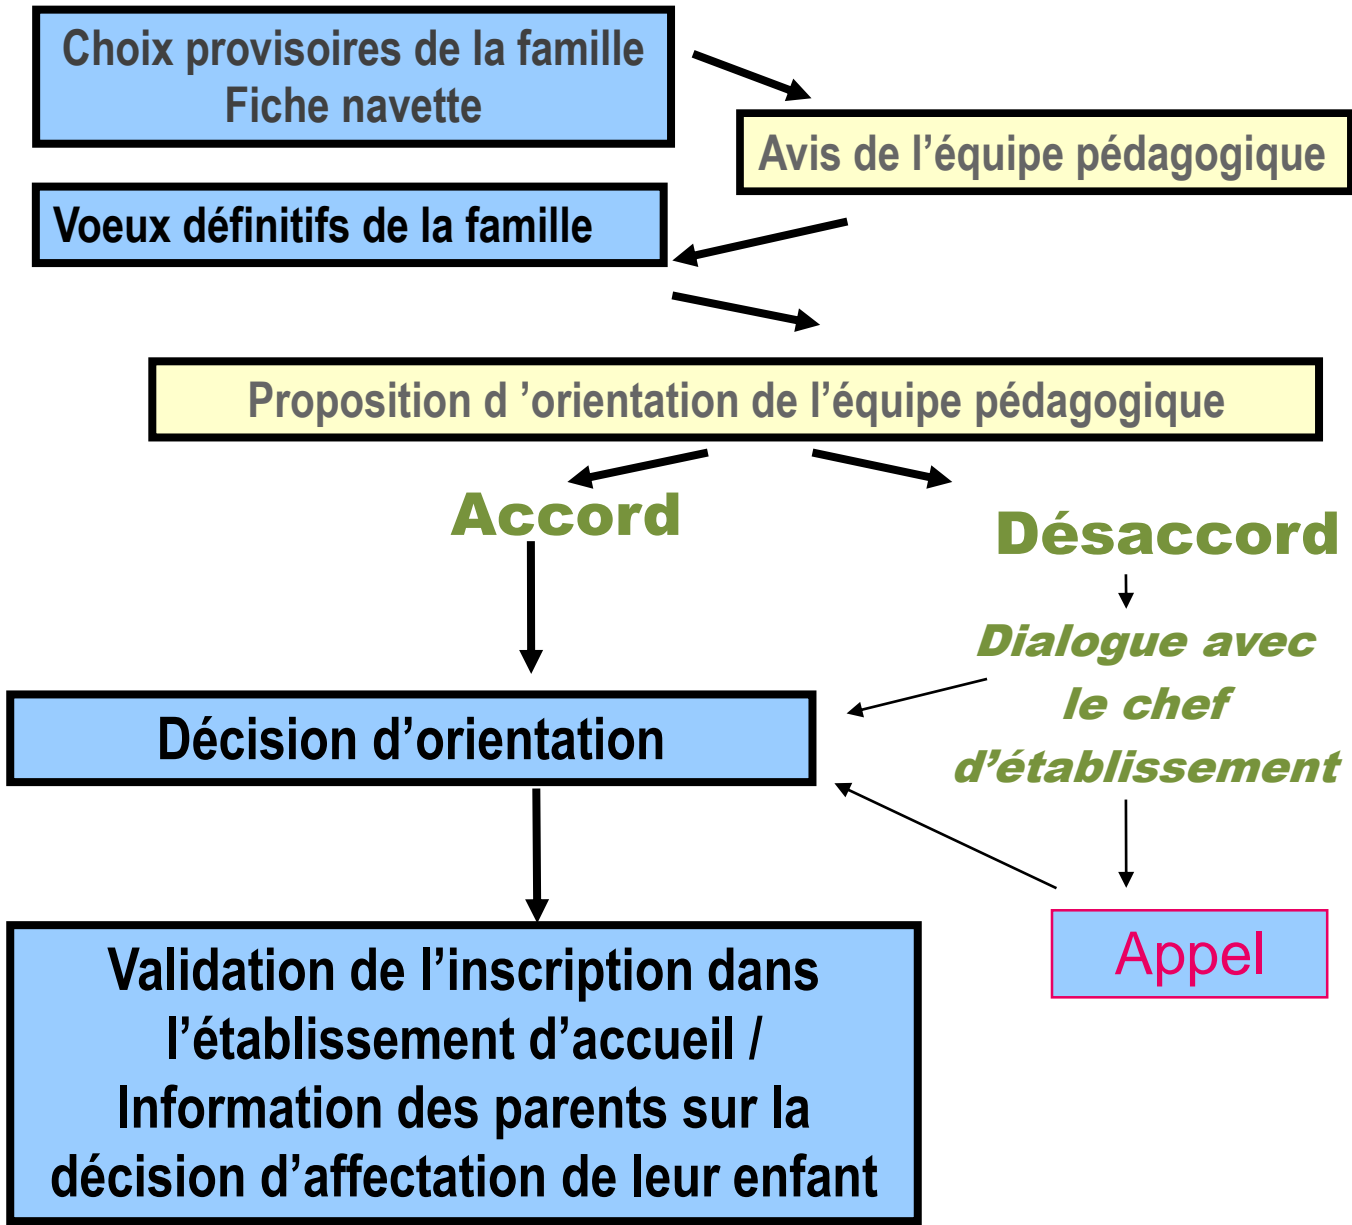 Choix provisoires de la famille
Fiche navette
Avis de l’équipe pédagogique
Voeux définitifs de la famille
Proposition d ’orientation de l’équipe pédagogique
Accord
Désaccord
Dialogue avec
le chef
d’établissement
Décision d’orientation
Appel
Validation de l’inscription dans
l’établissement d’accueil /
Information des parents sur la
décision d’affectation de leur enfant